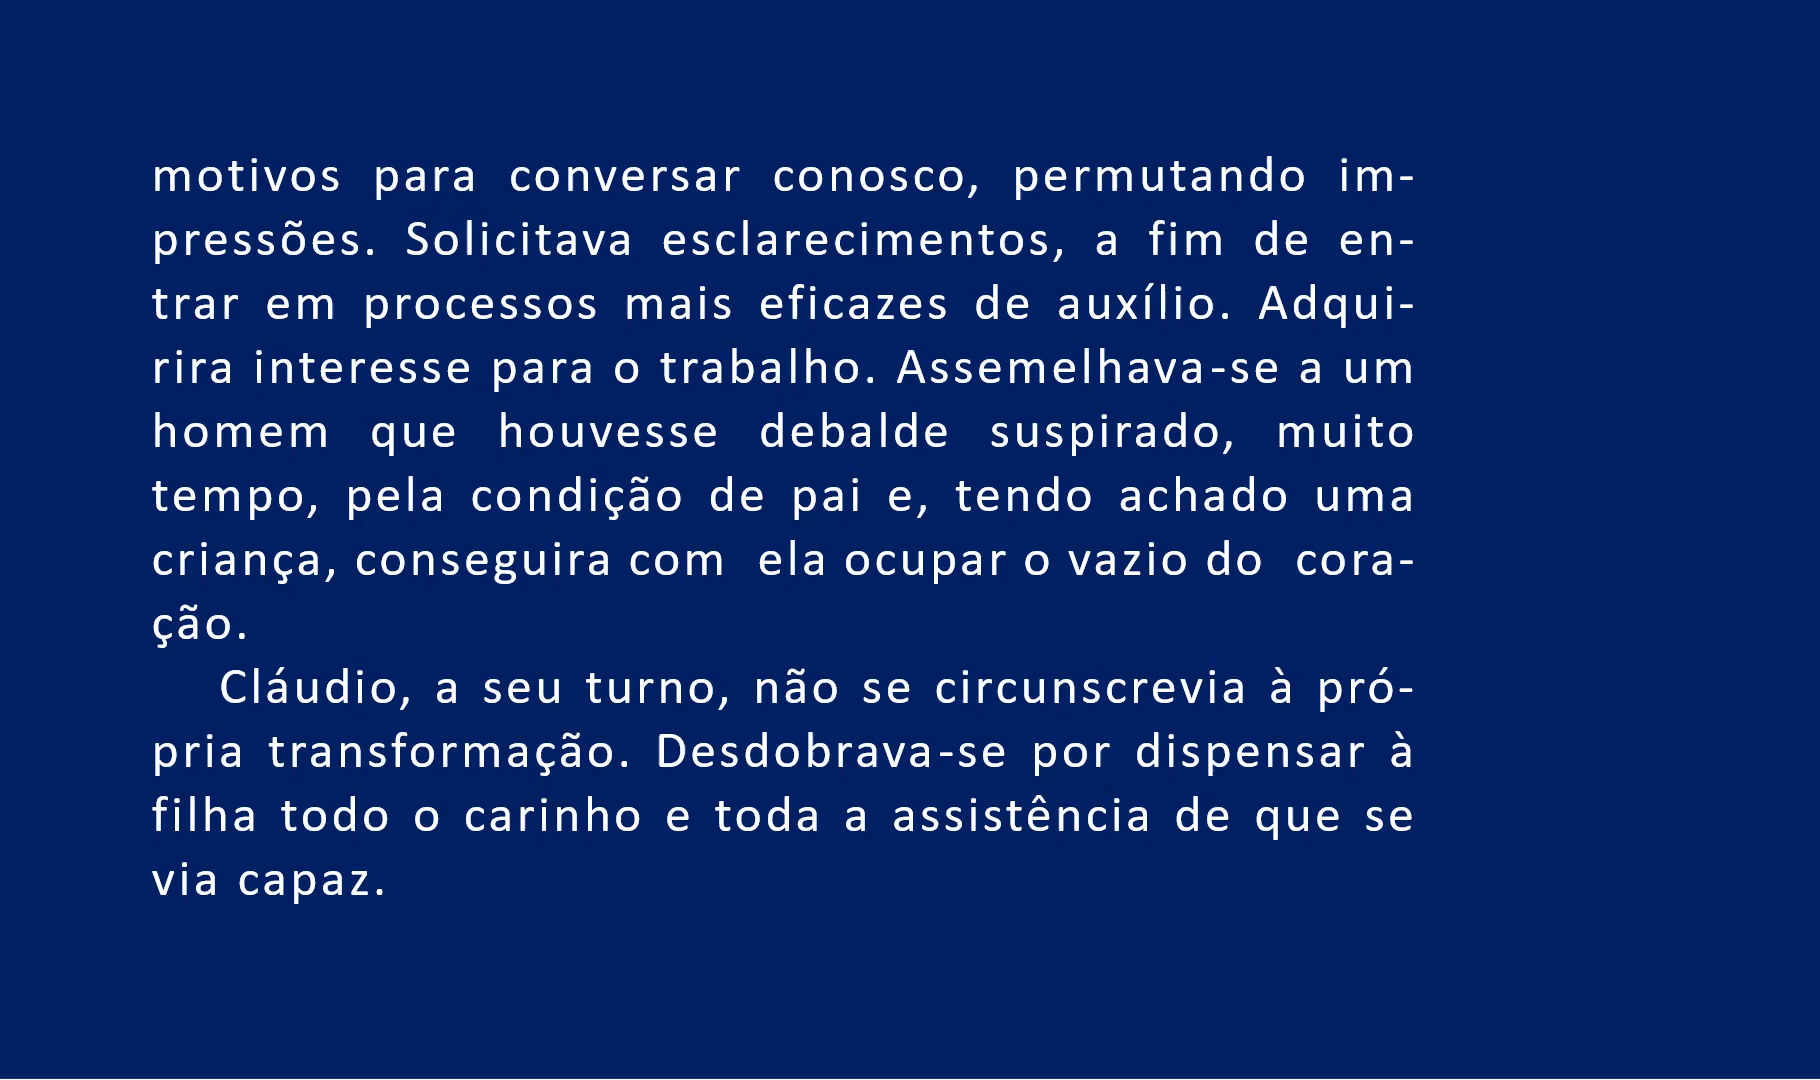 motivos para conversar conosco, permutando im-
pressões. Solicitava esclarecimentos, a fim de en-
trar em processos mais eficazes de auxílio. Adqui-
rira interesse para o trabalho. Assemelhava-se a um
homem que houvesse debalde suspirado, muito
tempo, pela condição de pai e, tendo achado uma
criança, conseguira com ela ocupar o vazio do cora-
ção.
Cláudio, a seu turno, não se circunscrevia à pró-
pria transformação. Desdobrava-se por dispensar à
filha todo o carinho e toda a assistência de que se
via capaz.